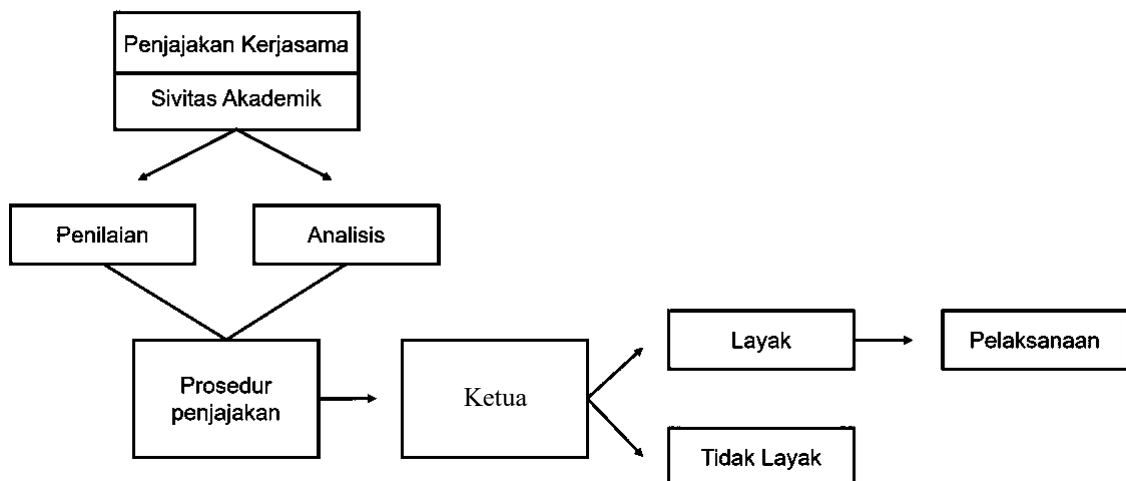 Penjajakan Kerjasama
Sivitas Akademik
Penilaian
Analisis
Prosedur
penjajakan
Ketua
Layak
Pelaksanaan
Tidak Layak